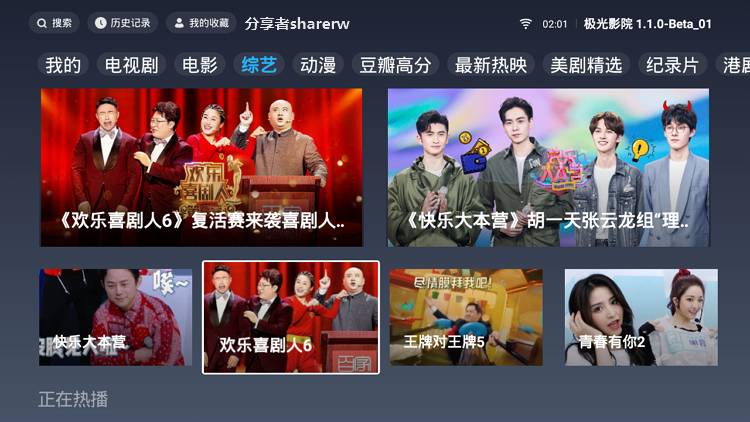 搜索 历史记录 我的收藏 分享者sharerw 02:01 极光影院 1.1.0-Beta_01
我的 电视剧 电影 综艺 动漫 豆瓣高分 最新热映 美剧精选 纪录片 港剧
欢乐
喜剧人
《欢乐喜剧人6》复活赛来袭喜剧人..
快乐
大本营
《快乐大本营》胡一天张云龙组“理..
唉~
快乐大本营
欢乐喜剧人6
尽情膜拜我吧!
王牌对王牌5
青春有你2
正在热播